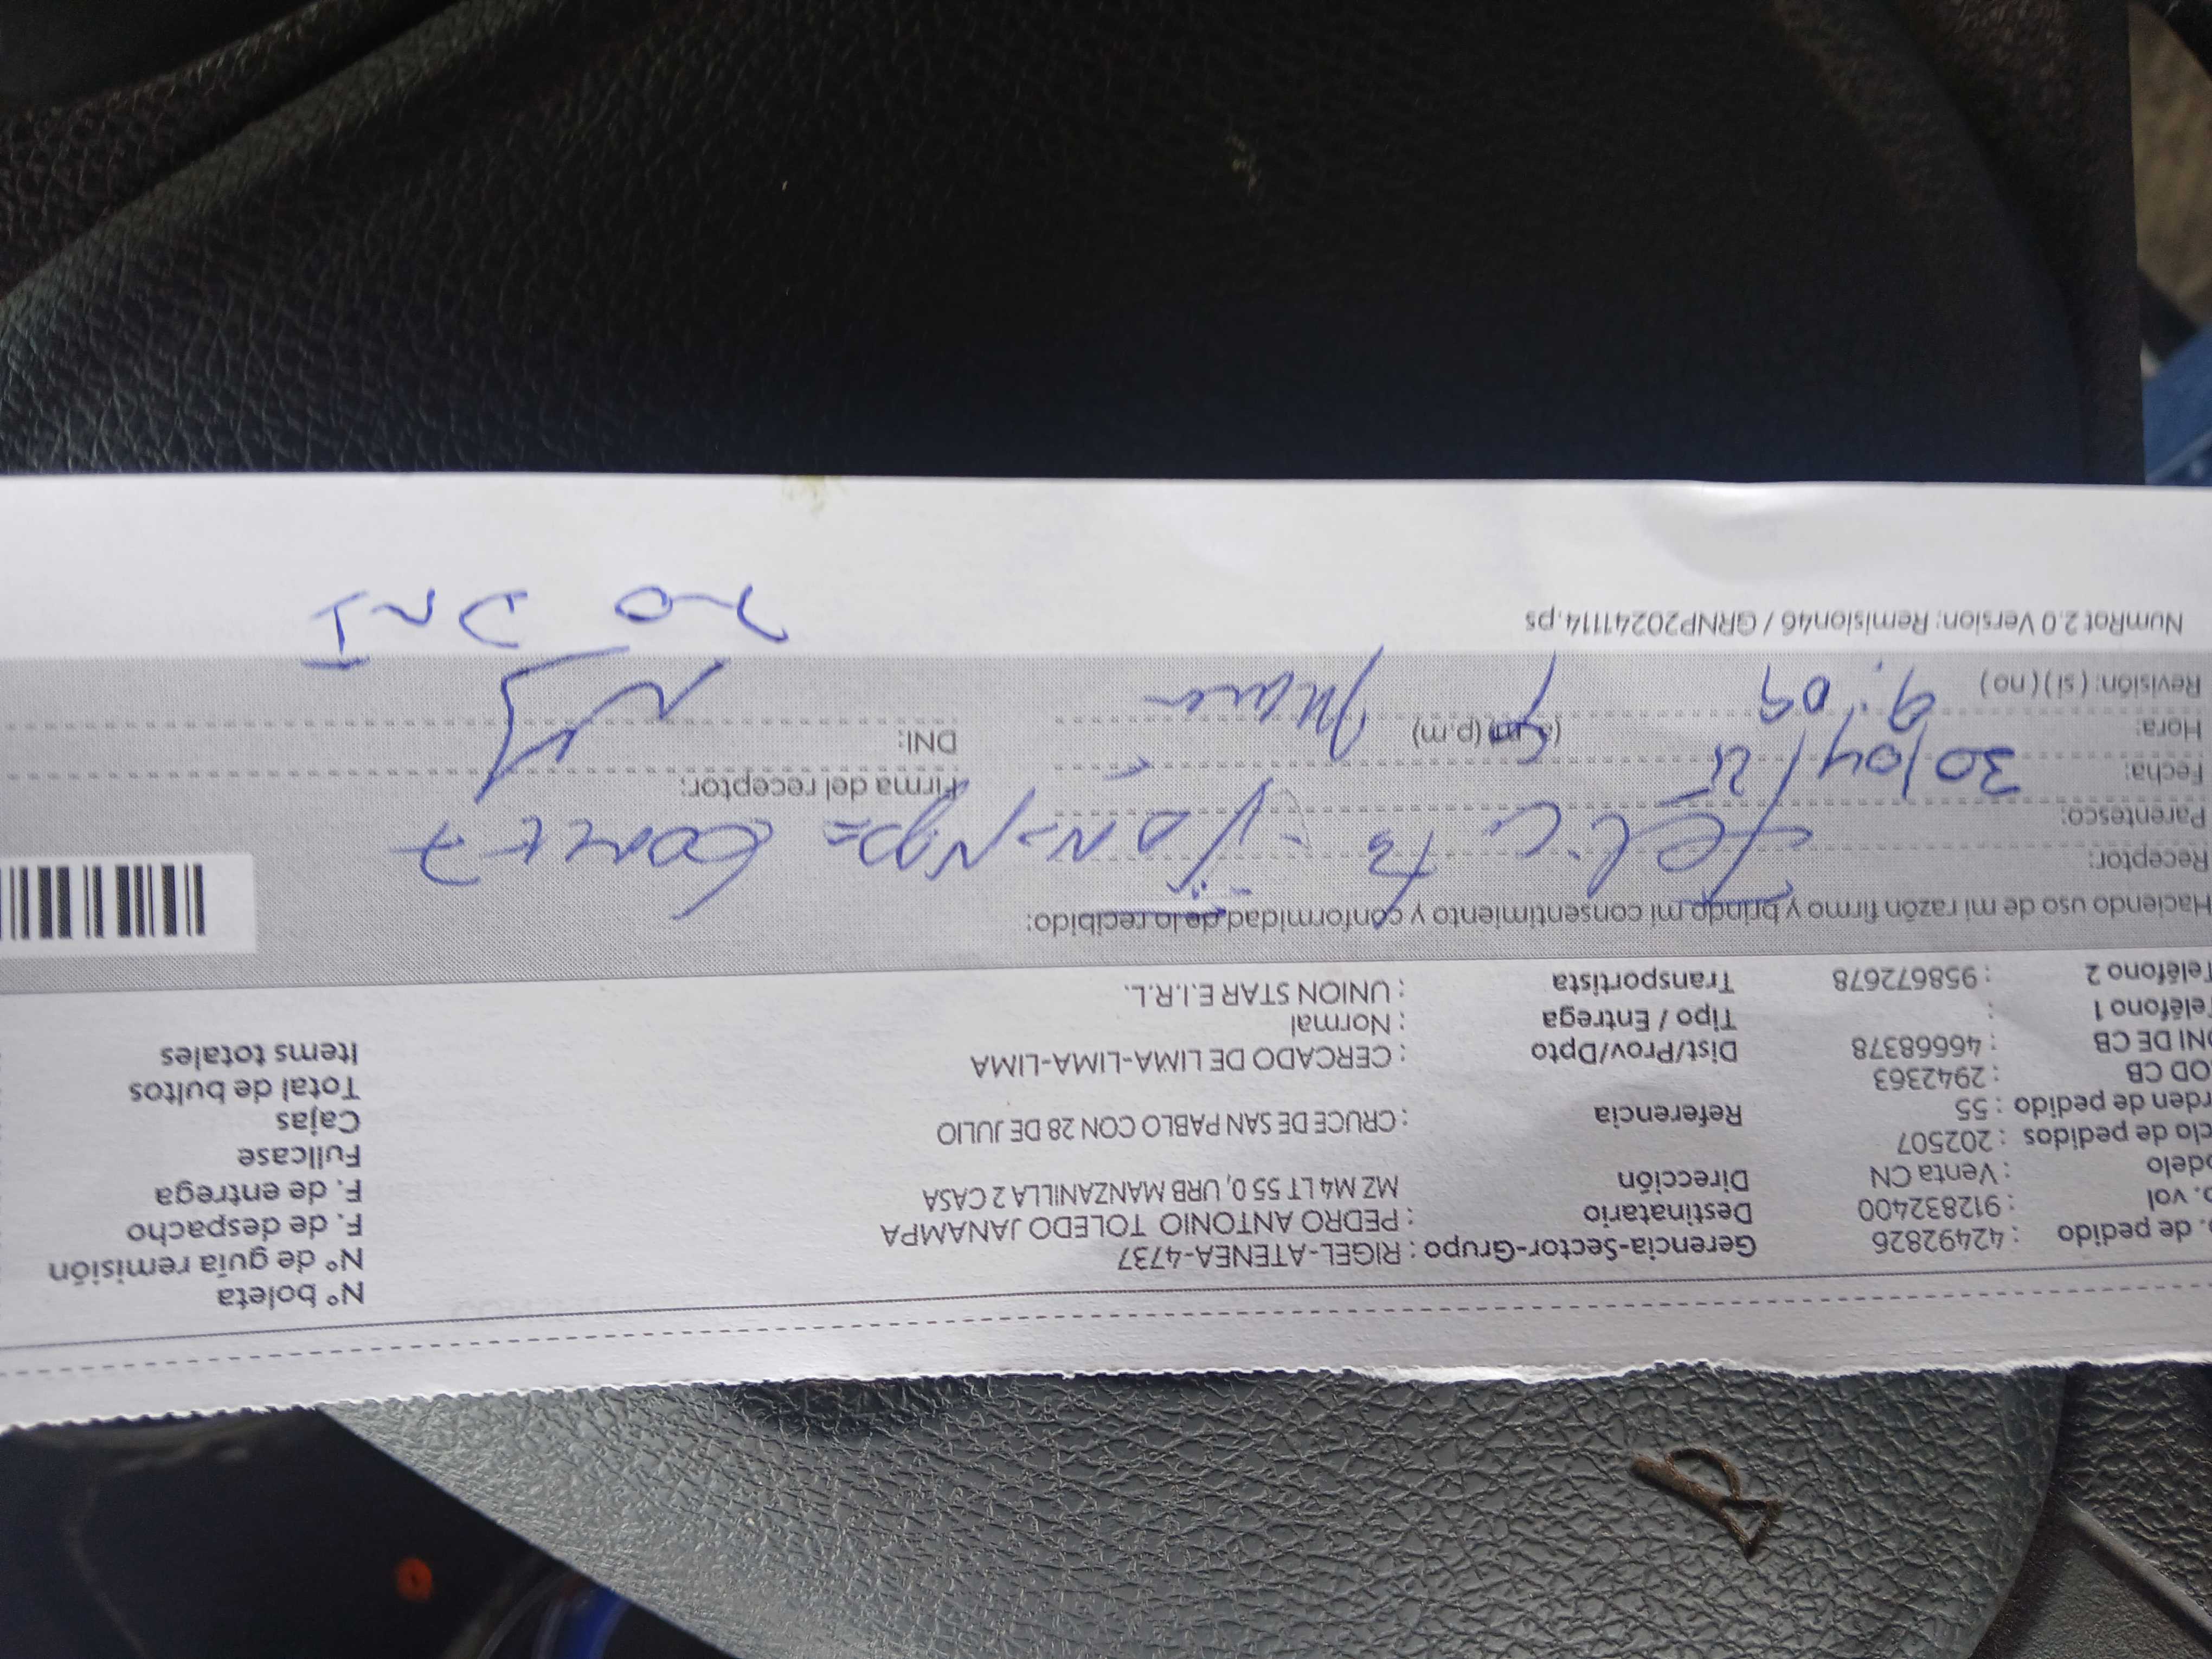 Nº boleta
o. de pedido : 42492826 Gerencia-Sector-Grupo : RIGEL-ATENEA-4737 Nº de guía remisión
o. vol : 912832400 Destinatario : PEDRO ANTONIO TOLEDO JANAMPA F. de despacho
odelo : Venta CN Dirección MZ M4 LT 55 0, URB MANZANILLA 2 CASA F. de entrega
clo de pedidos : 202507 Fullcase
rden de pedido : 55 Referencia : CRUCE DE SAN PABLO CON 28 DE JULIO Cajas
OD CB : 2942363 Total de bultos
DNI DE CB : 46668378 Dist/Prov/Dpto : CERCADO DE LIMA-LIMA-LIMA Items totales
Teléfono 1 : Tipo / Entrega : Normal
Teléfono 2 : 958672678 Transportista : UNION STAR E.I.R.L.
Haciendo uso de mi razón firmo y brindo mi consentimiento y conformidad de lo recibido:
Receptor:
Parentesco: Firma del receptor:
Fecha: 30/04/25
Hora: 9:09 (a.m) (p.m) DNI:
Revisión: ( si ) ( no )
NumRot 2.0 Version: Remision46 / GRNP20241114.ps
no DNI